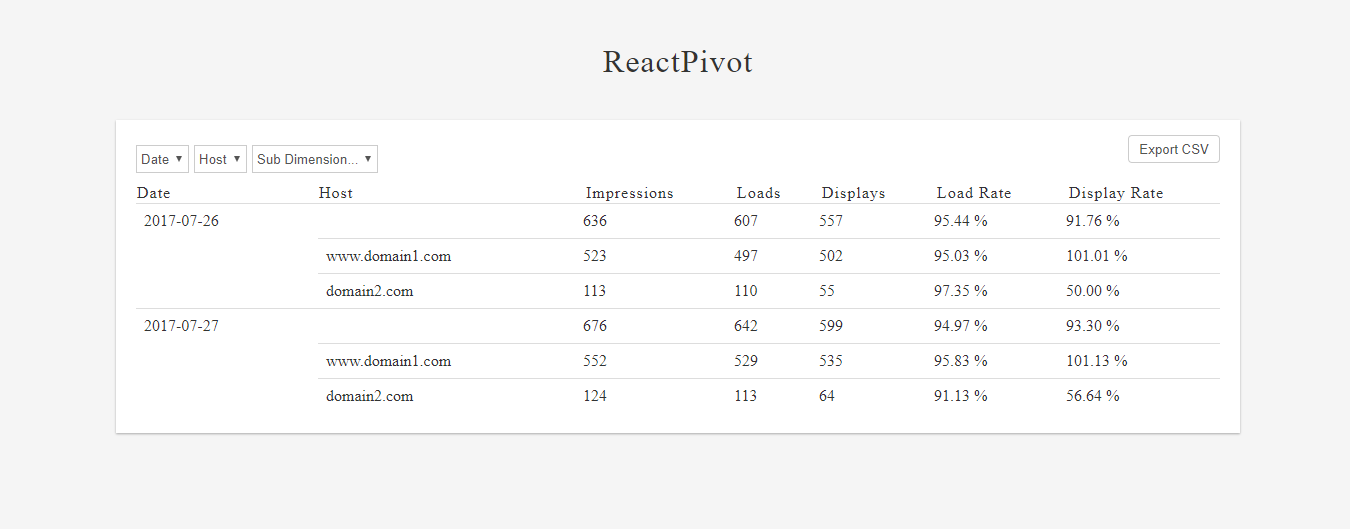 ReactPivot
Export CSV
Date ▼ Host ▼ Sub Dimension... ▼
Date Host Impressions Loads Displays Load Rate Display Rate
2017-07-26 636 607 557 95.44 % 91.76 %
www.domain1.com 523 497 502 95.03 % 101.01 %
domain2.com 113 110 55 97.35 % 50.00 %
2017-07-27 676 642 599 94.97 % 93.30 %
www.domain1.com 552 529 535 95.83 % 101.13 %
domain2.com 124 113 64 91.13 % 56.64 %